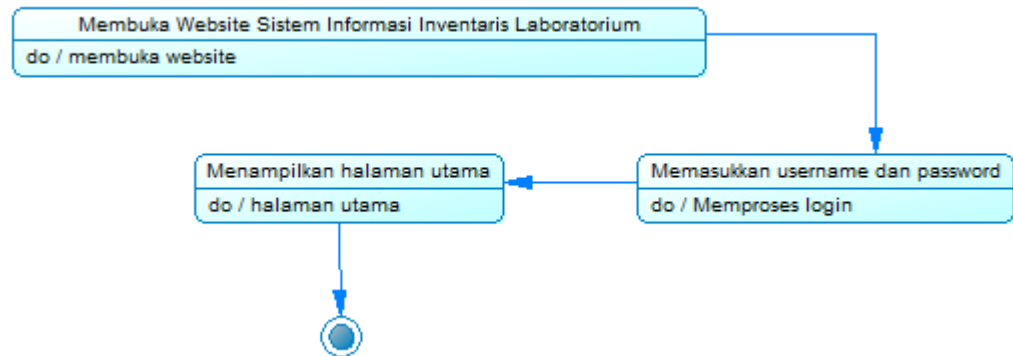 Membuka Website Sistem Informasi Inventaris Laboratorium
do / membuka website
Memasukkan username dan password
do / Memproses login
Menampilkan halaman utama
do / halaman utama